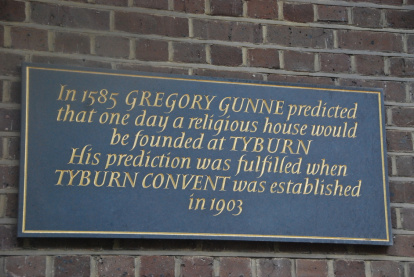 In 1585 GREGORY GUNNE predicted
that one day a religious house would
be founded at TYBURN
His prediction was fulfilled when
TYBURN CONVENT was established
in 1903